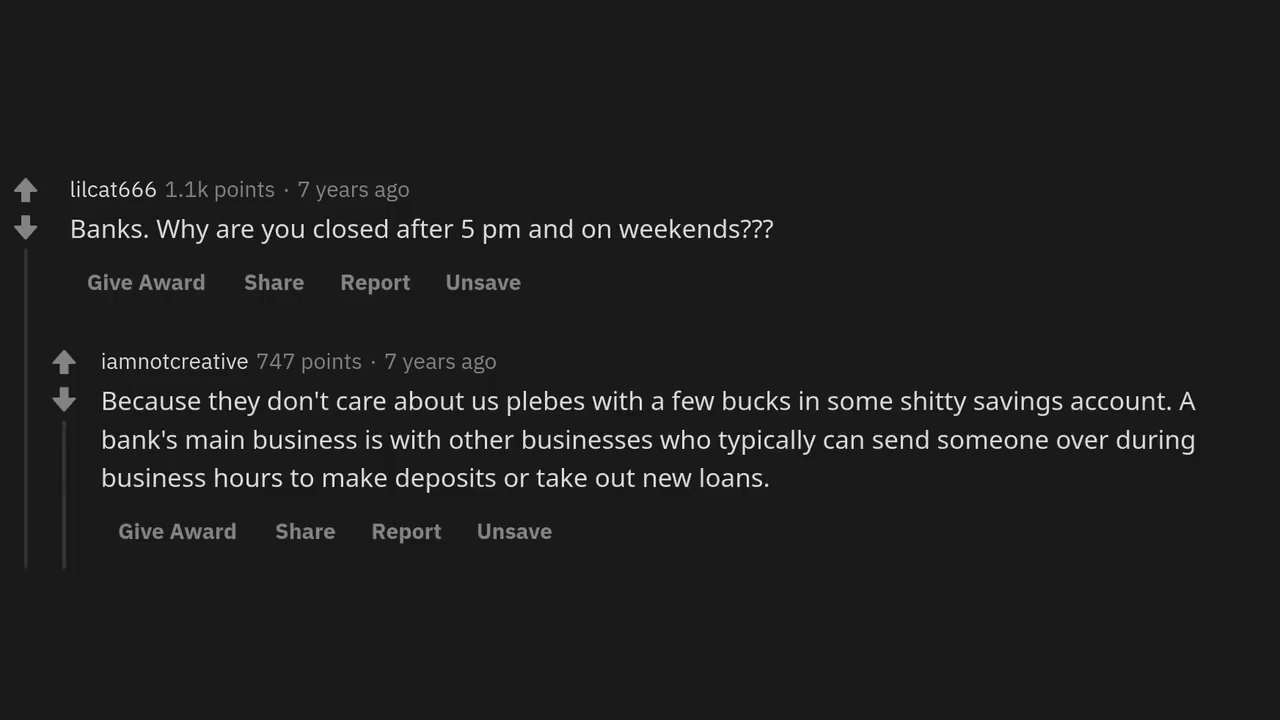 lilcat666 1.1k points · 7 years ago
Banks. Why are you closed after 5 pm and on weekends???
Give Award Share Report Unsave
iamnotcreative 747 points · 7 years ago
Because they don't care about us plebes with a few bucks in some shitty savings account. A
bank's main business is with other businesses who typically can send someone over during
business hours to make deposits or take out new loans.
Give Award Share Report Unsave